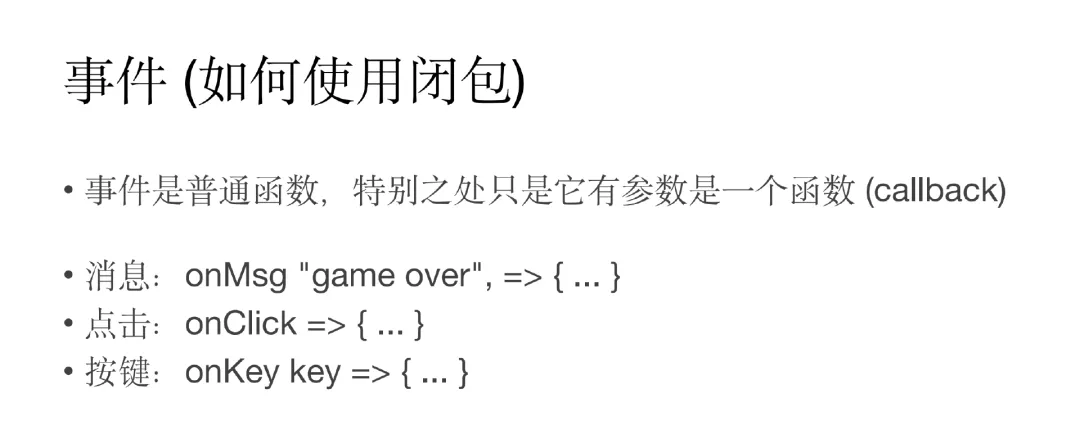 事件 (如何使用闭包)
• 事件是普通函数，特别之处只是它有参数是一个函数 (callback)
• 消息：onMsg "game over", => { ... }
• 点击：onClick => { ... }
• 按键：onKey key => { ... }